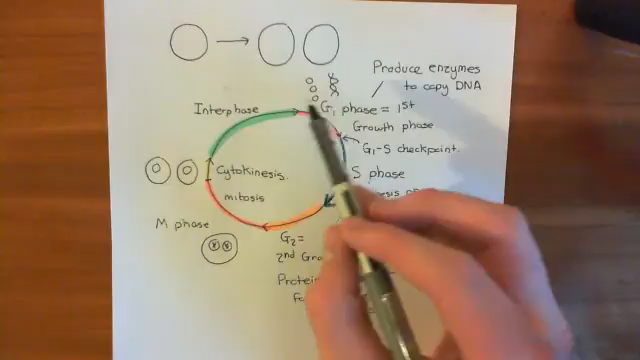 Produce enzymes
to copy DNA
Interphase
G1 phase = 1st
Growth phase
G1-S checkpoint.
S phase
Cytokinesis.
mitosis
M phase
G2=
2nd